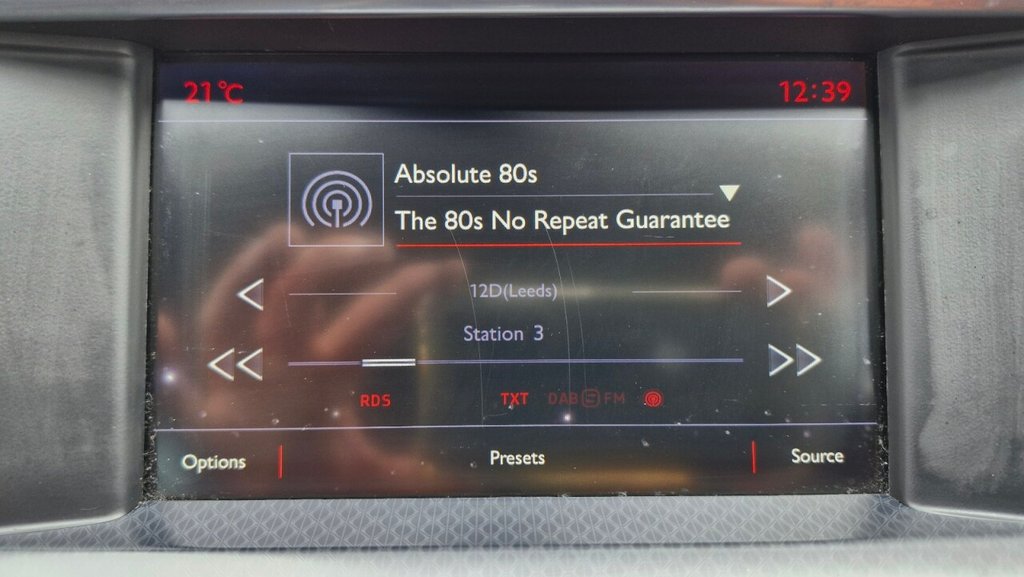 21°C
12:39
Absolute 80s
The 80s No Repeat Guarantee
12D(Leeds)
Station 3
RDS TXT DAB FM
Options Presets Source